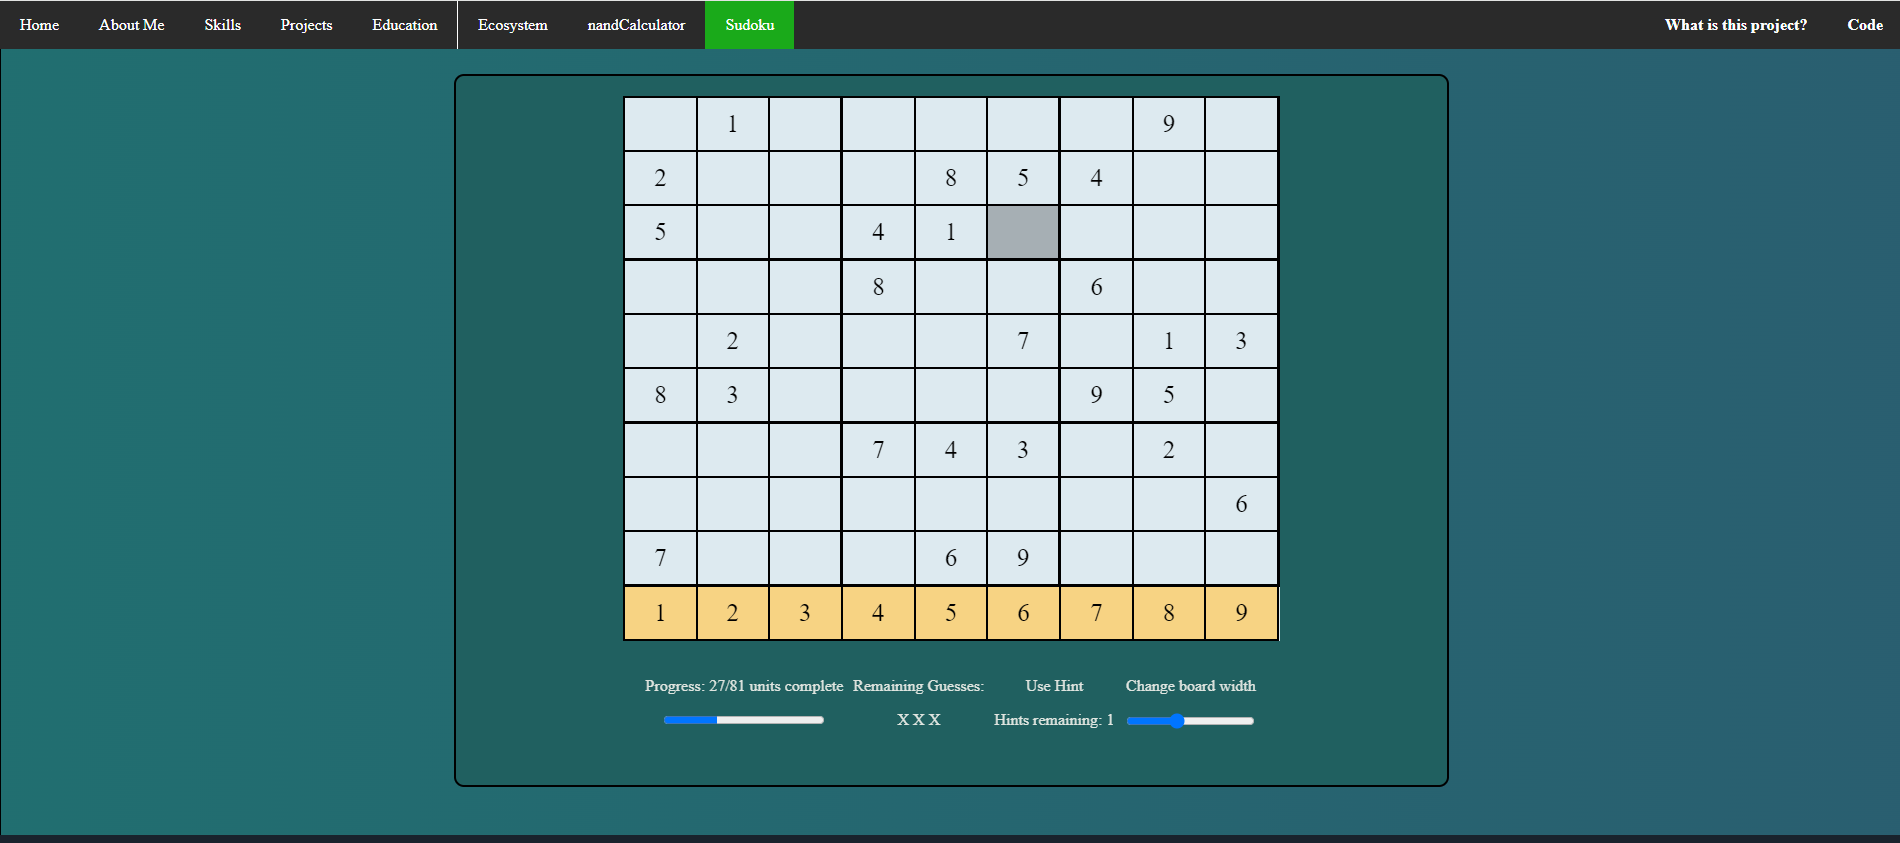 Home About Me Skills Projects Education Ecosystem nandCalculator Sudoku What is this project? Code
1 9
2 8 5 4
5 4 1
8 6
2 7 1 3
8 3 9 5
7 4 3 2
6
7 6 9
1 2 3 4 5 6 7 8 9
Progress: 27/81 units complete Remaining Guesses: Use Hint Change board width
X X X Hints remaining: 1